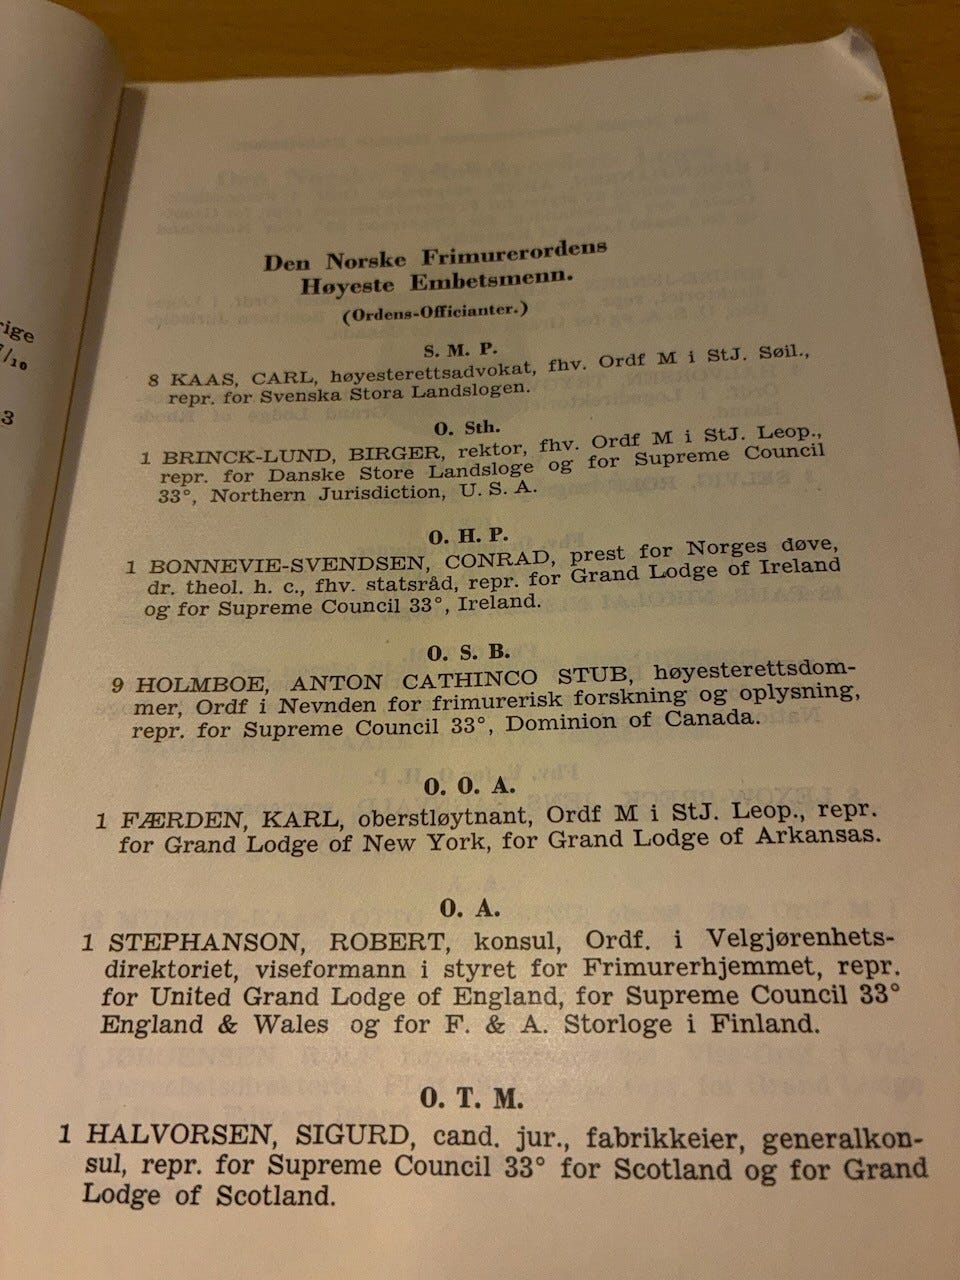 rige
7/10
3
Den Norske Frimurerordens
Høyeste Embetsmenn.
(Ordens-Officianter.)
S. M. P.
8 KAAS, CARL, høyesterettsadvokat, fhv. Ordf M i StJ. Søil.,
repr. for Svenska Stora Landslogen.
O. Sth.
1 BRINCK-LUND, BIRGER, rektor, fhv. Ordf M i StJ. Leop.,
repr. for Danske Store Landsloge og for Supreme Council
33°, Northern Jurisdiction, U. S. A.
O. H. P.
1 BONNEVIE-SVENDSEN, CONRAD, prest for Norges døve,
dr. theol. h. c., fhv. statsråd, repr. for Grand Lodge of Ireland
og for Supreme Council 33°, Ireland.
O. S. B.
9 HOLMBOE, ANTON CATHINCO STUB, høyesterettsdom-
mer, Ordf i Nevnden for frimurerisk forskning og oplysning,
repr. for Supreme Council 33°, Dominion of Canada.
O. O. A.
1 FÆRDEN, KARL, oberstløytnant, Ordf M i StJ. Leop., repr.
for Grand Lodge of New York, for Grand Lodge of Arkansas.
O. A.
1 STEPHANSON, ROBERT, konsul, Ordf. i Velgjørenhets-
direktoriet, viseformann i styret for Frimurerhjemmet, repr.
for United Grand Lodge of England, for Supreme Council 33°
England & Wales og for F. & A. Storloge i Finland.
O. T. M.
1 HALVORSEN, SIGURD, cand. jur., fabrikkeier, generalkon-
sul, repr. for Supreme Council 33° for Scotland og for Grand
Lodge of Scotland.